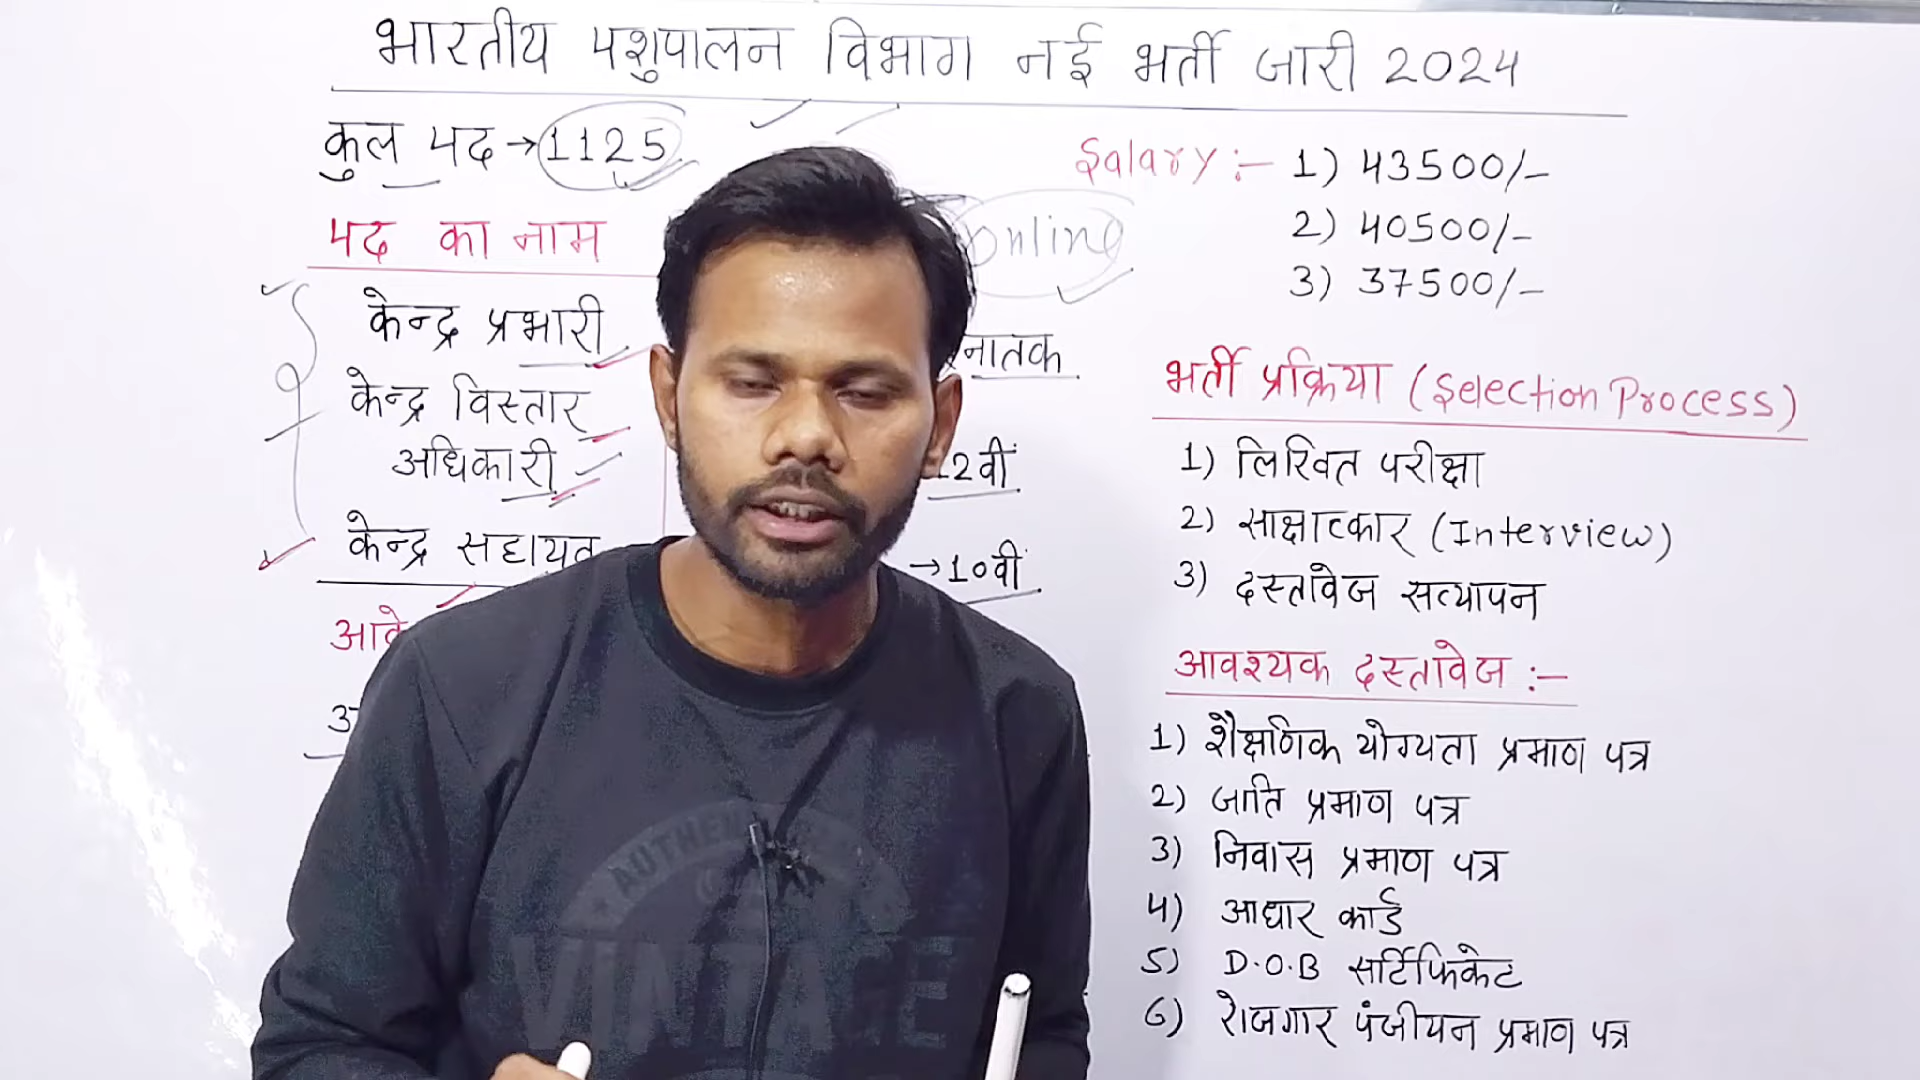 भारतीय पशुपालन विभाग नई भर्ती जारी 2024
कुल पद →1125
पद का नाम
केन्द्र प्रभारी
केन्द्र विस्तार
अधिकारी
केन्द्र सहायक
online
12वीं
→10वीं
Salary :- 1) 43500/-
2) 40500/-
3) 37500/-
भर्ती प्रक्रिया (Selection Process)
1) लिखित परीक्षा
2) साक्षात्कार (Interview)
3) दस्तावेज सत्यापन
आवश्यक दस्तावेज :-
1) शैक्षणिक योग्यता प्रमाण पत्र
2) जाति प्रमाण पत्र
3) निवास प्रमाण पत्र
4) आधार कार्ड
5) D.O.B सर्टिफिकेट
6) रोजगार पंजीयन प्रमाण पत्र
VINTAGE